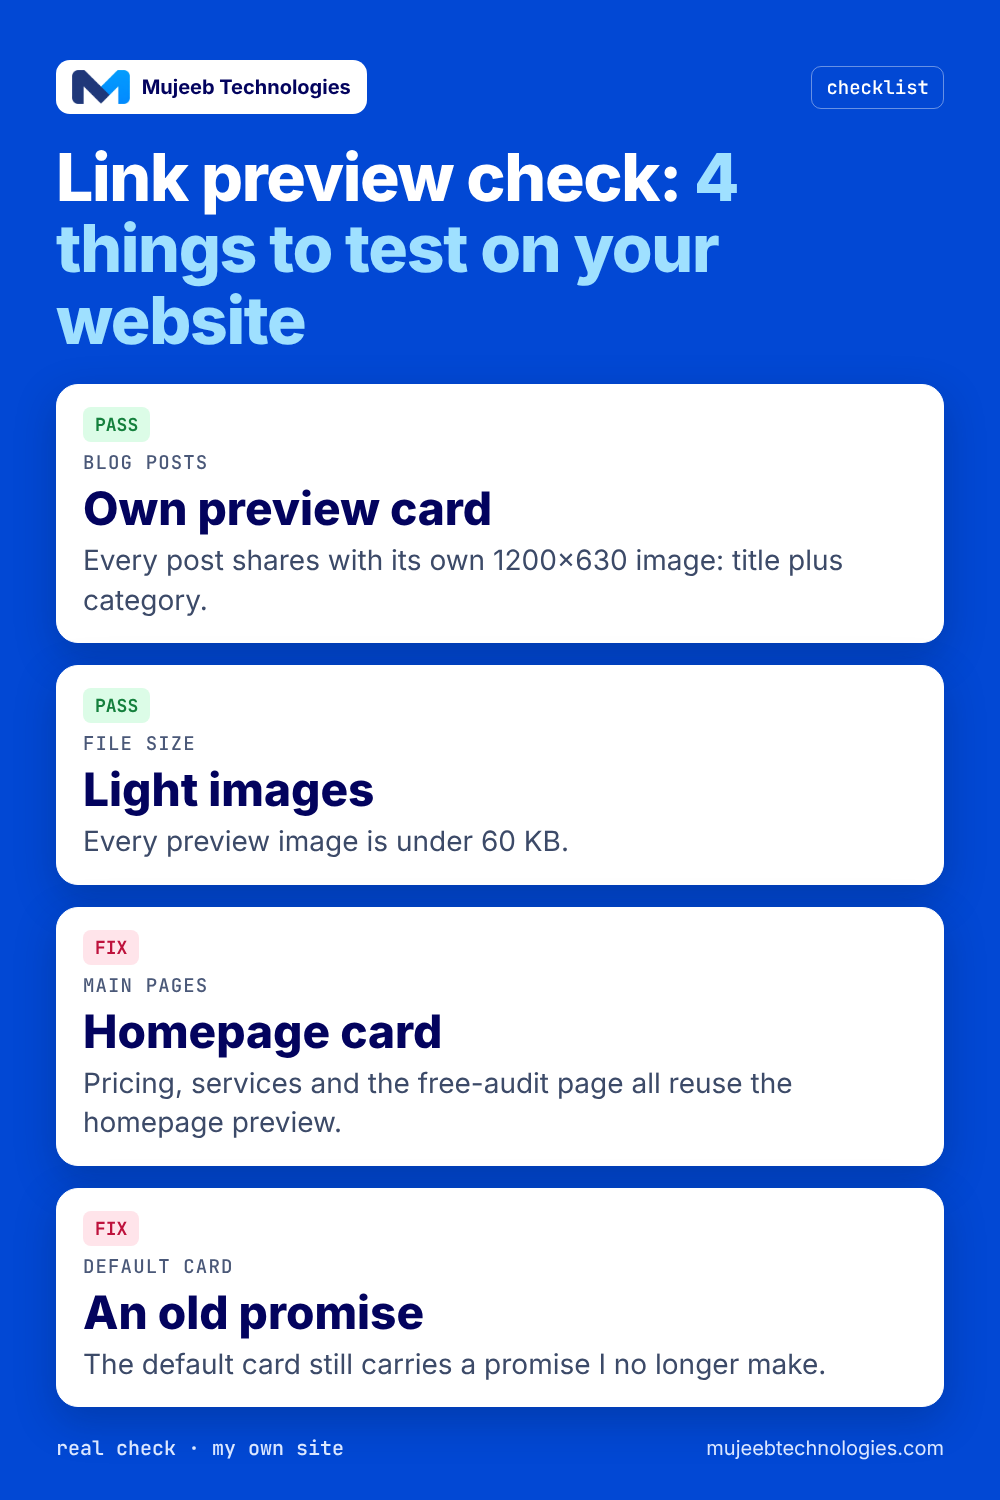 Mujeeb Technologies
checklist
Link preview check: 4
things to test on your
website
PASS
BLOG POSTS
Own preview card
Every post shares with its own 1200×630 image: title plus
category.
PASS
FILE SIZE
Light images
Every preview image is under 60 KB.
FIX
MAIN PAGES
Homepage card
Pricing, services and the free-audit page all reuse the
homepage preview.
FIX
DEFAULT CARD
An old promise
The default card still carries a promise I no longer make.
real check · my own site
mujeebtechnologies.com